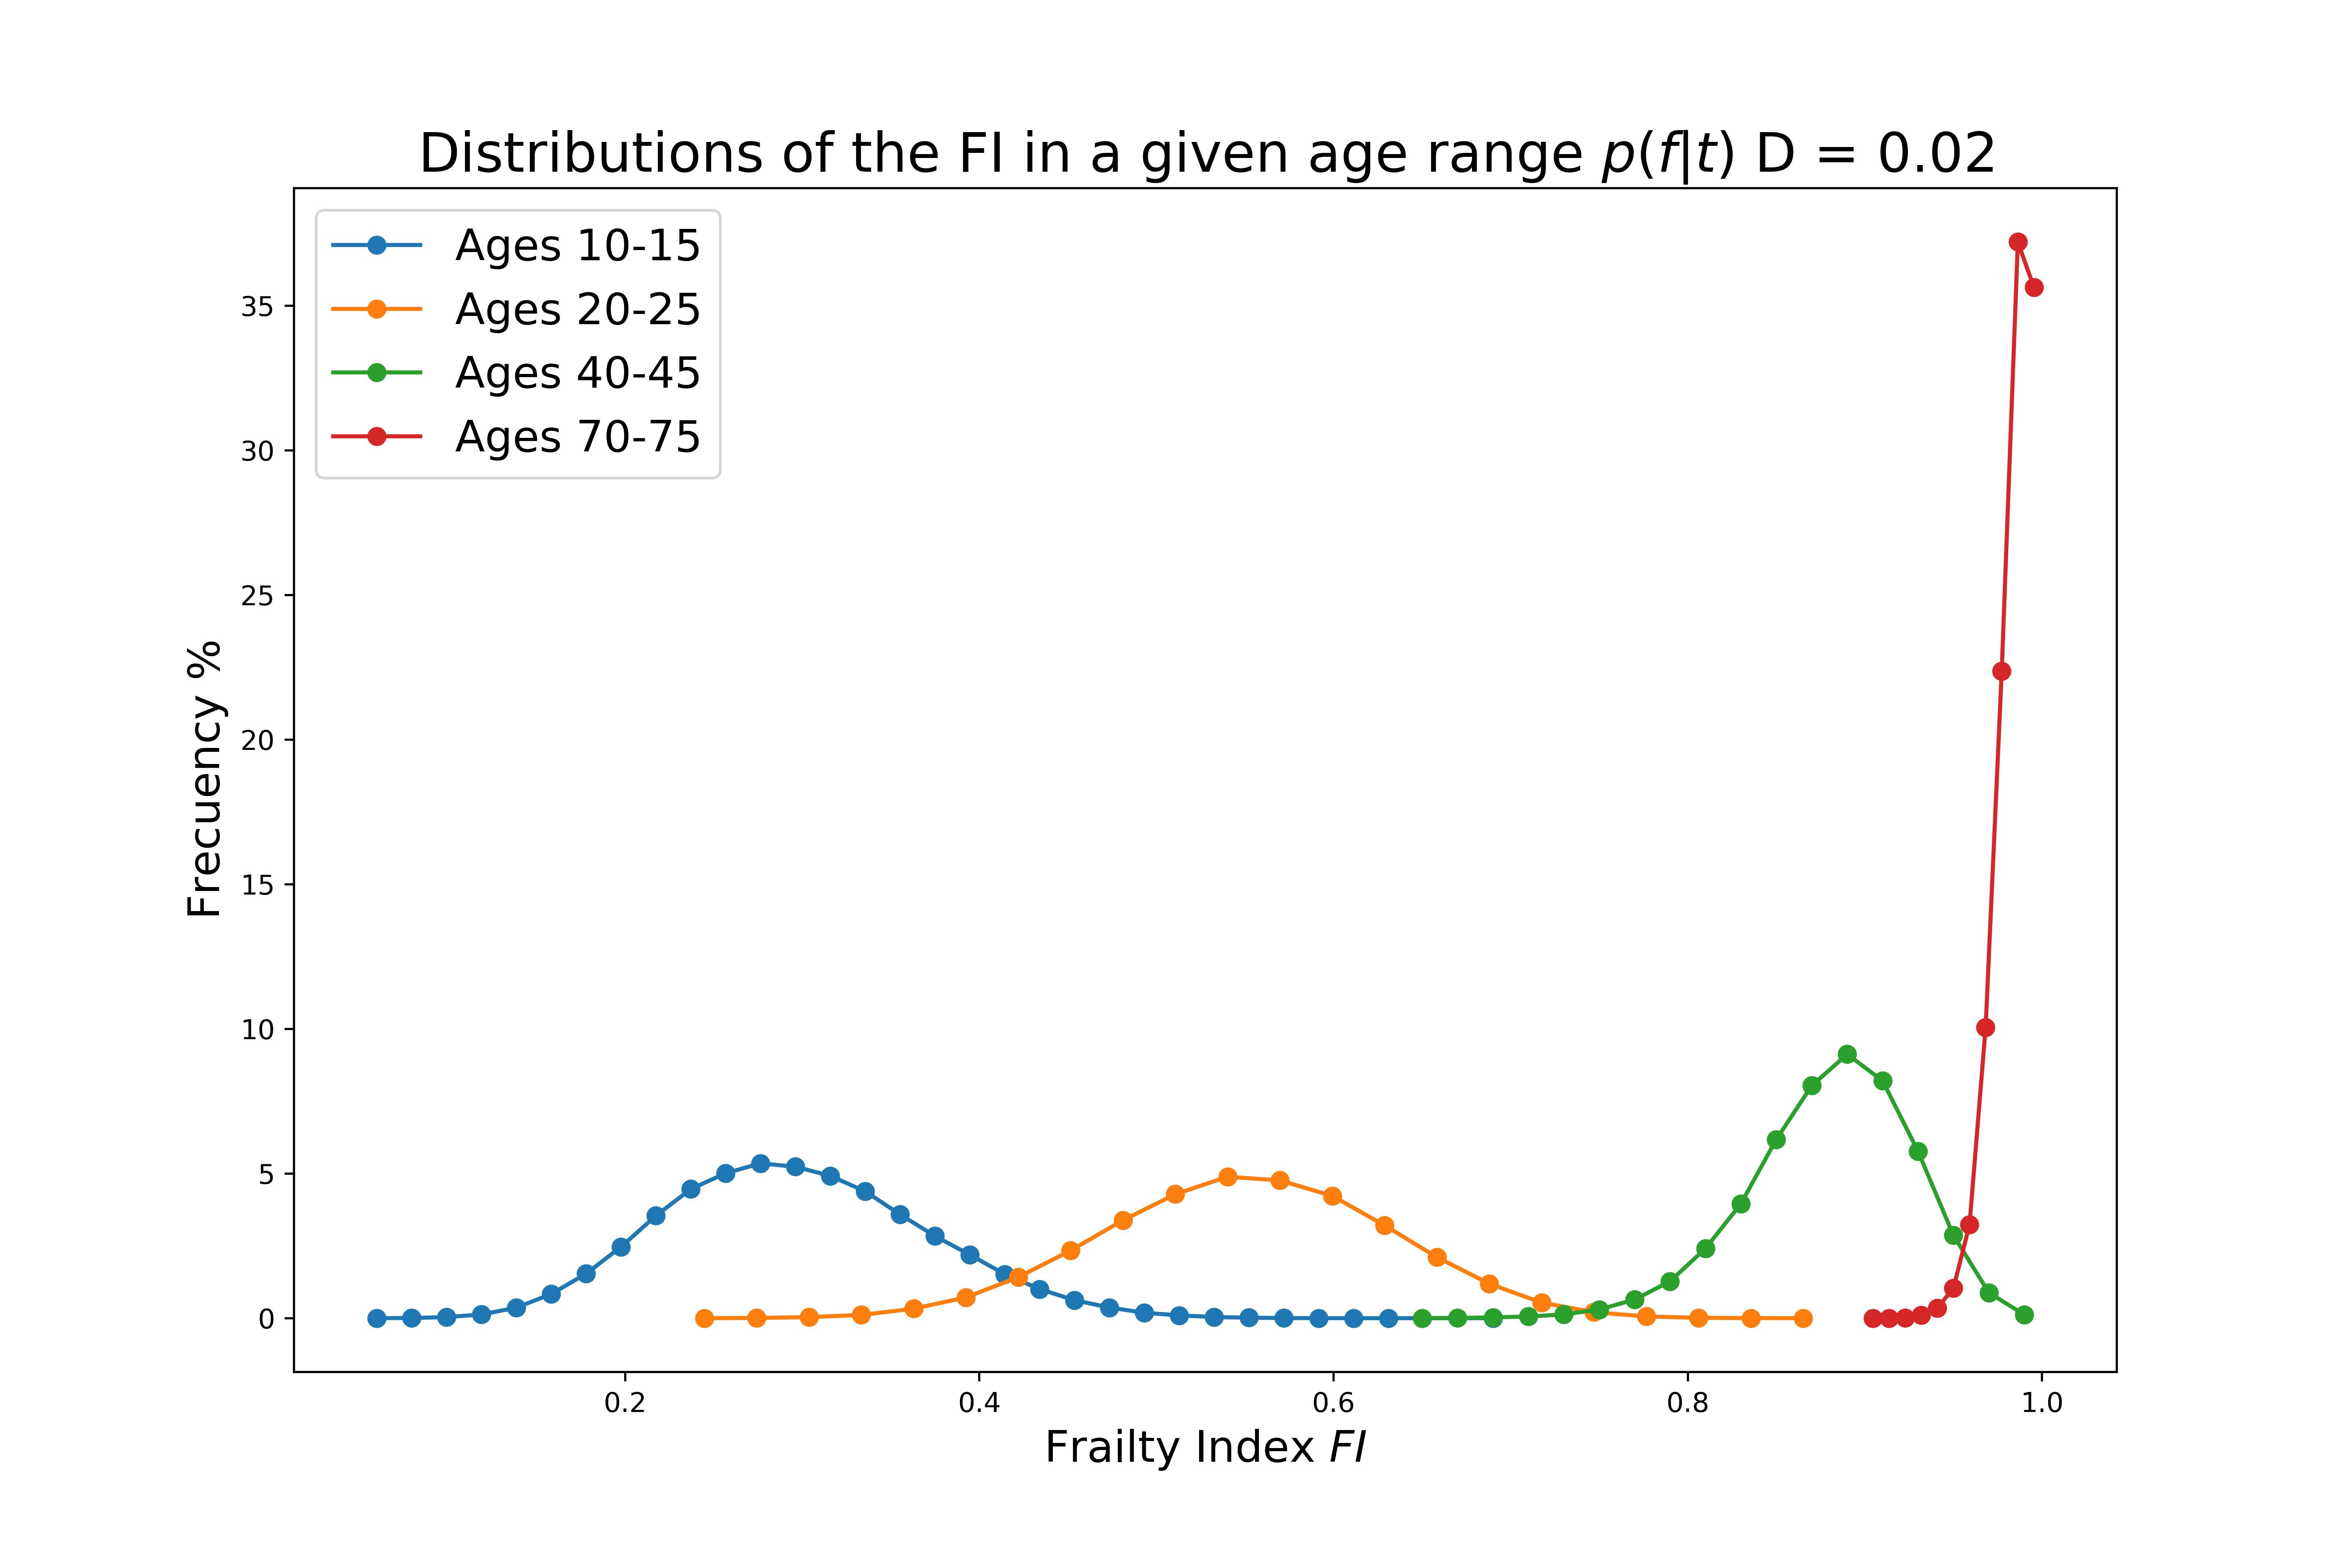 Distributions of the FI in a given age range p(f|t) D = 0.02
Ages 10-15
Ages 20-25
Ages 40-45
Ages 70-75
Frecuency %
35
30
25
20
15
10
5
0
0.2 0.4 0.6 0.8 1.0
Frailty Index FI